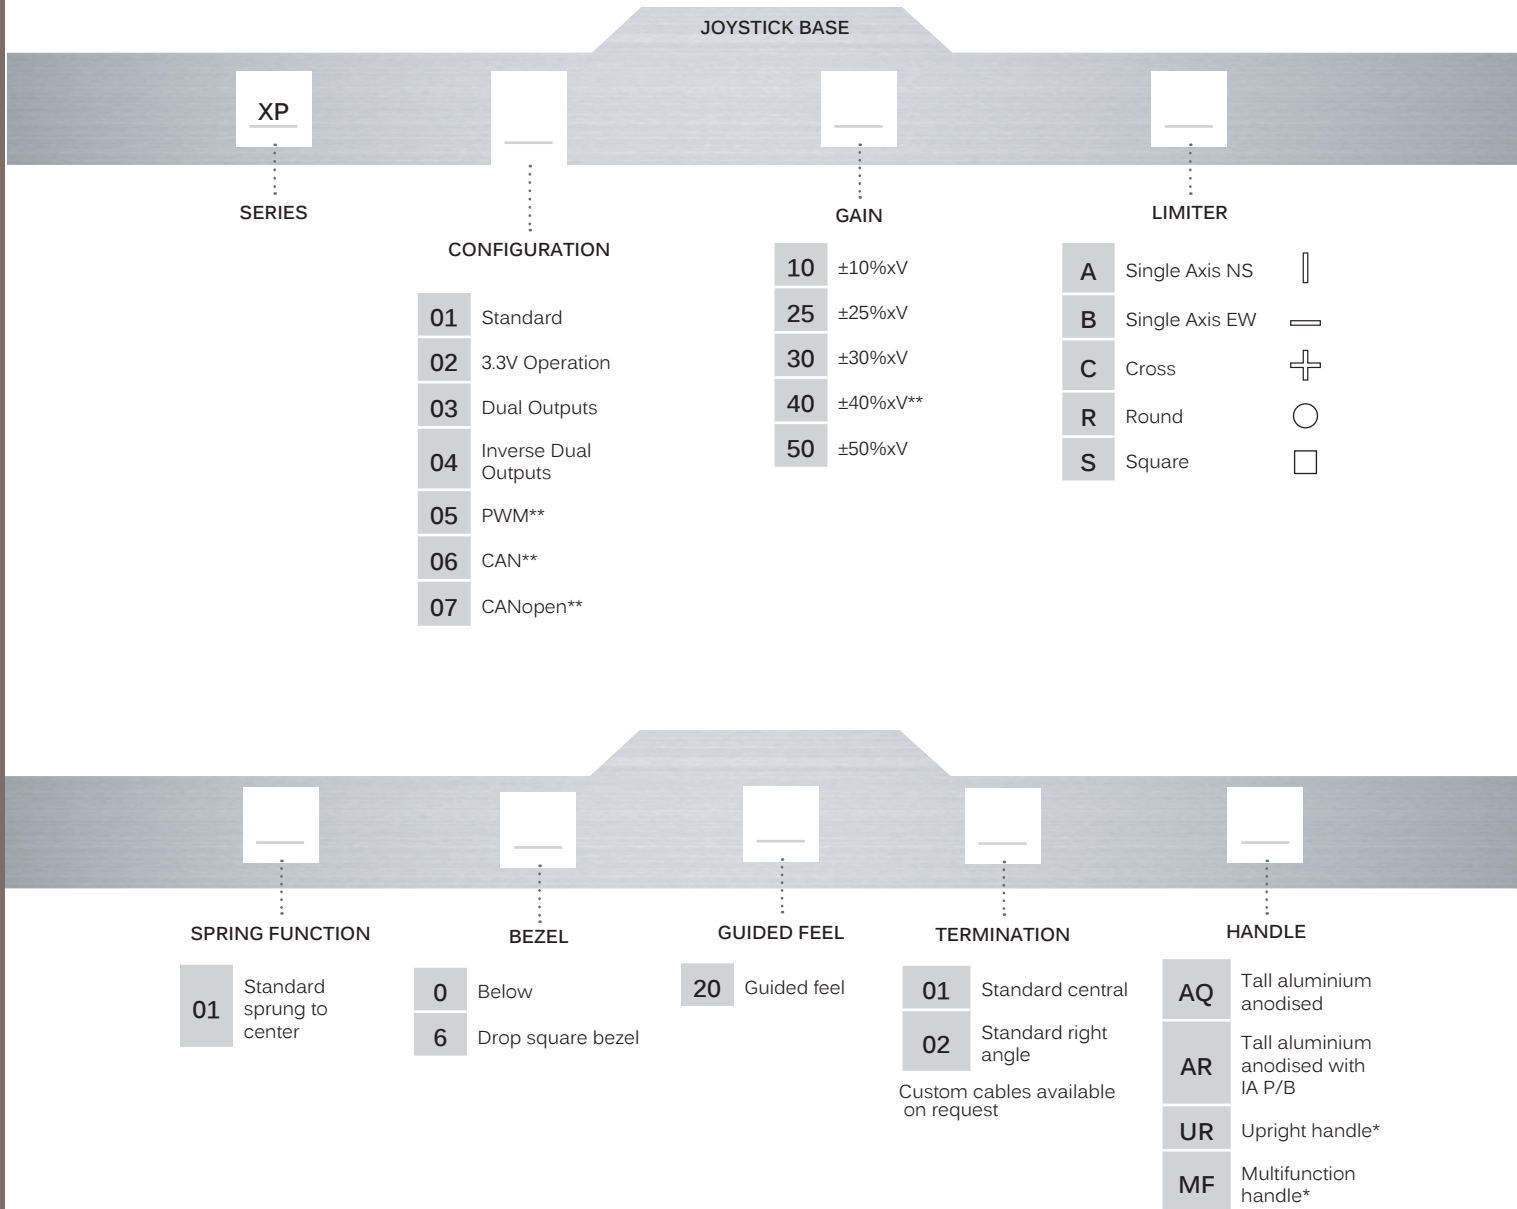 JOYSTICK BASE
XP
SERIES
CONFIGURATION
01 Standard
02 3.3V Operation
03 Dual Outputs
04 Inverse Dual
Outputs
05 PWM**
06 CAN**
07 CANopen**
GAIN
10 ±10%xV
25 ±25%xV
30 ±30%xV
40 ±40%xV**
50 ±50%xV
LIMITER
A Single Axis NS
B Single Axis EW
C Cross
R Round
S Square
SPRING FUNCTION
01 Standard
sprung to
center
BEZEL
0 Below
6 Drop square bezel
GUIDED FEEL
20 Guided feel
TERMINATION
01 Standard central
02 Standard right
angle
Custom cables available
on request
HANDLE
AQ Tall aluminium
anodised
AR Tall aluminium
anodised with
IA P/B
UR Upright handle*
MF Multifunction
handle*